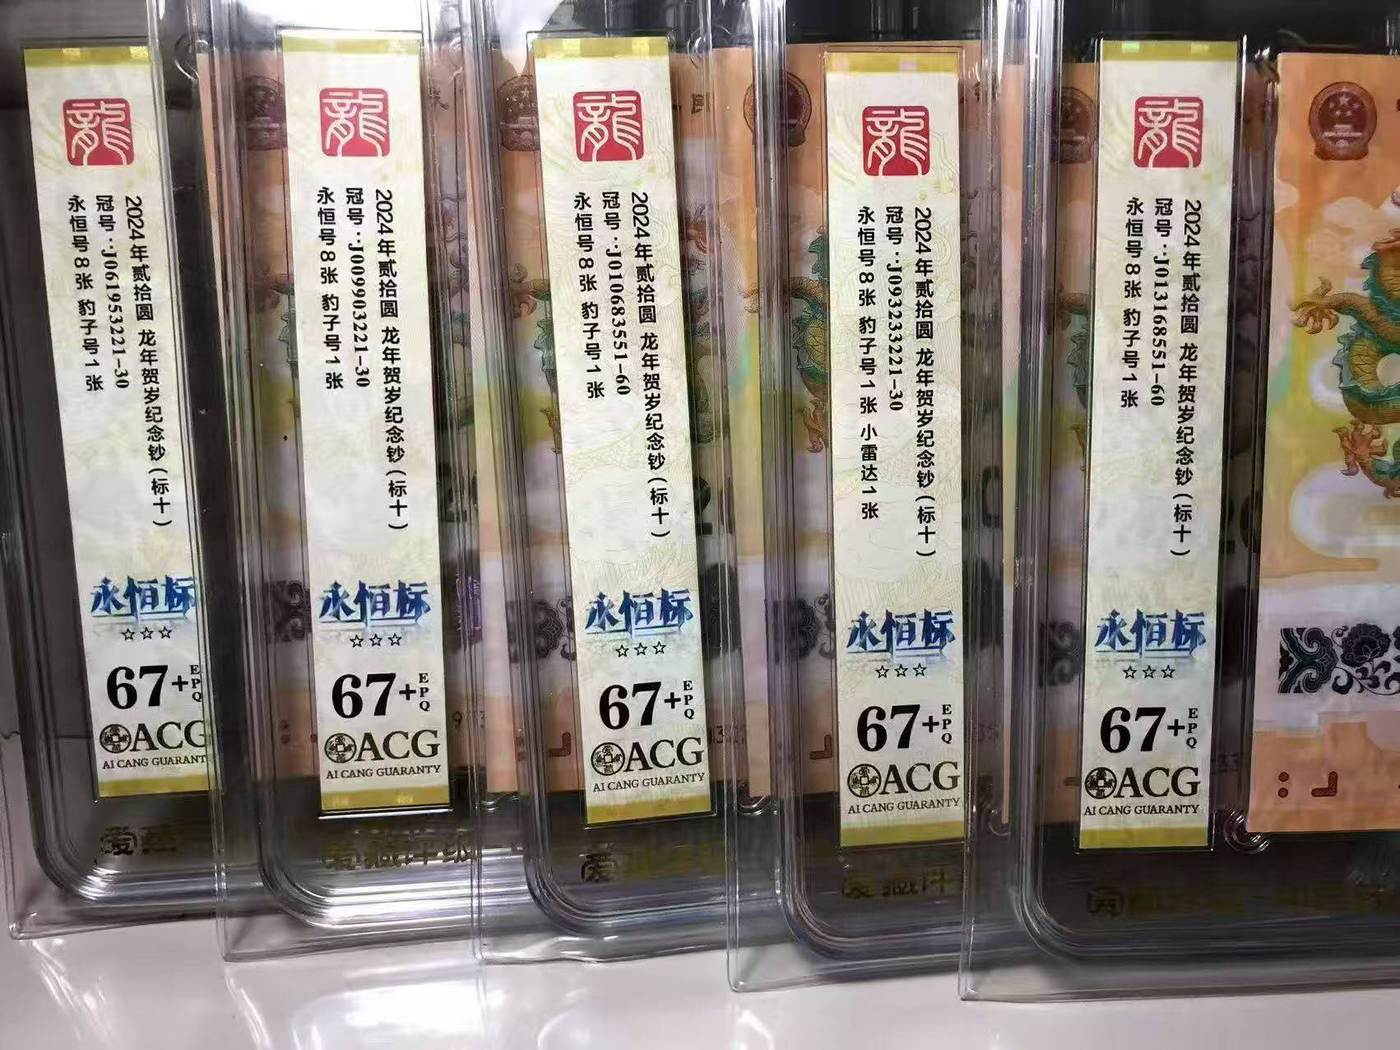 龍
2024年贰拾圆 龙年贺岁纪念钞(标十)
冠号:J061953221-30
永恒号8张 豹子号1张
永恒标
☆☆☆
67+EPQ
ACG
AI CANG GUARANTY
龍
2024年贰拾圆 龙年贺岁纪念钞(标十)
冠号:J009903221-30
永恒号8张 豹子号1张
永恒标
☆☆☆
67+EPQ
ACG
AI CANG GUARANTY
爱藏评级
龍
2024年贰拾圆 龙年贺岁纪念钞(标十)
冠号:J010683551-60
永恒号8张 豹子号1张
永恒标
☆☆☆
67+EPQ
ACG
AI CANG GUARANTY
龍
2024年贰拾圆 龙年贺岁纪念钞(标十)
冠号:J093233221-30
永恒号8张 豹子号1张 小雷达1张
永恒标
☆☆☆
67+EPQ
ACG
AI CANG GUARANTY
龍
2024年贰拾圆 龙年贺岁纪念钞(标十)
冠号:J013168551-60
永恒号8张 豹子号1张
永恒标
☆☆☆
67+EPQ
ACG
AI CANG GUARANTY